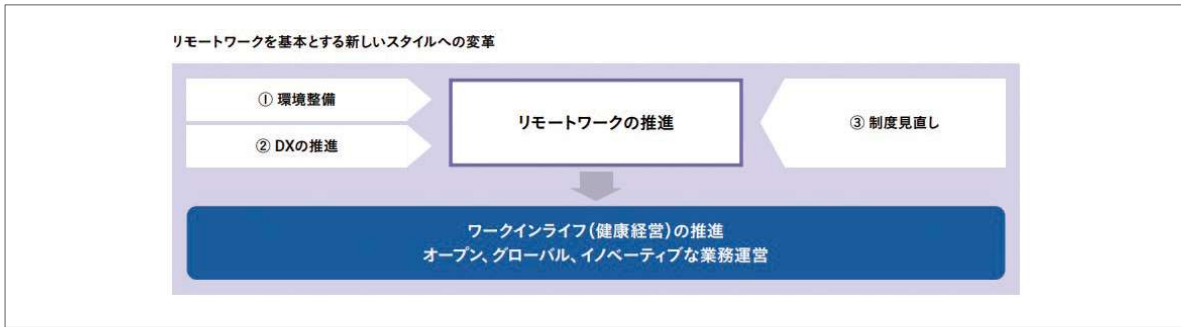 リモートワークを基本とする新しいスタイルへの変革
① 環境整備
② DXの推進
リモートワークの推進
③ 制度見直し
ワークインライフ（健康経営）の推進
オープン、グローバル、イノベーティブな業務運営